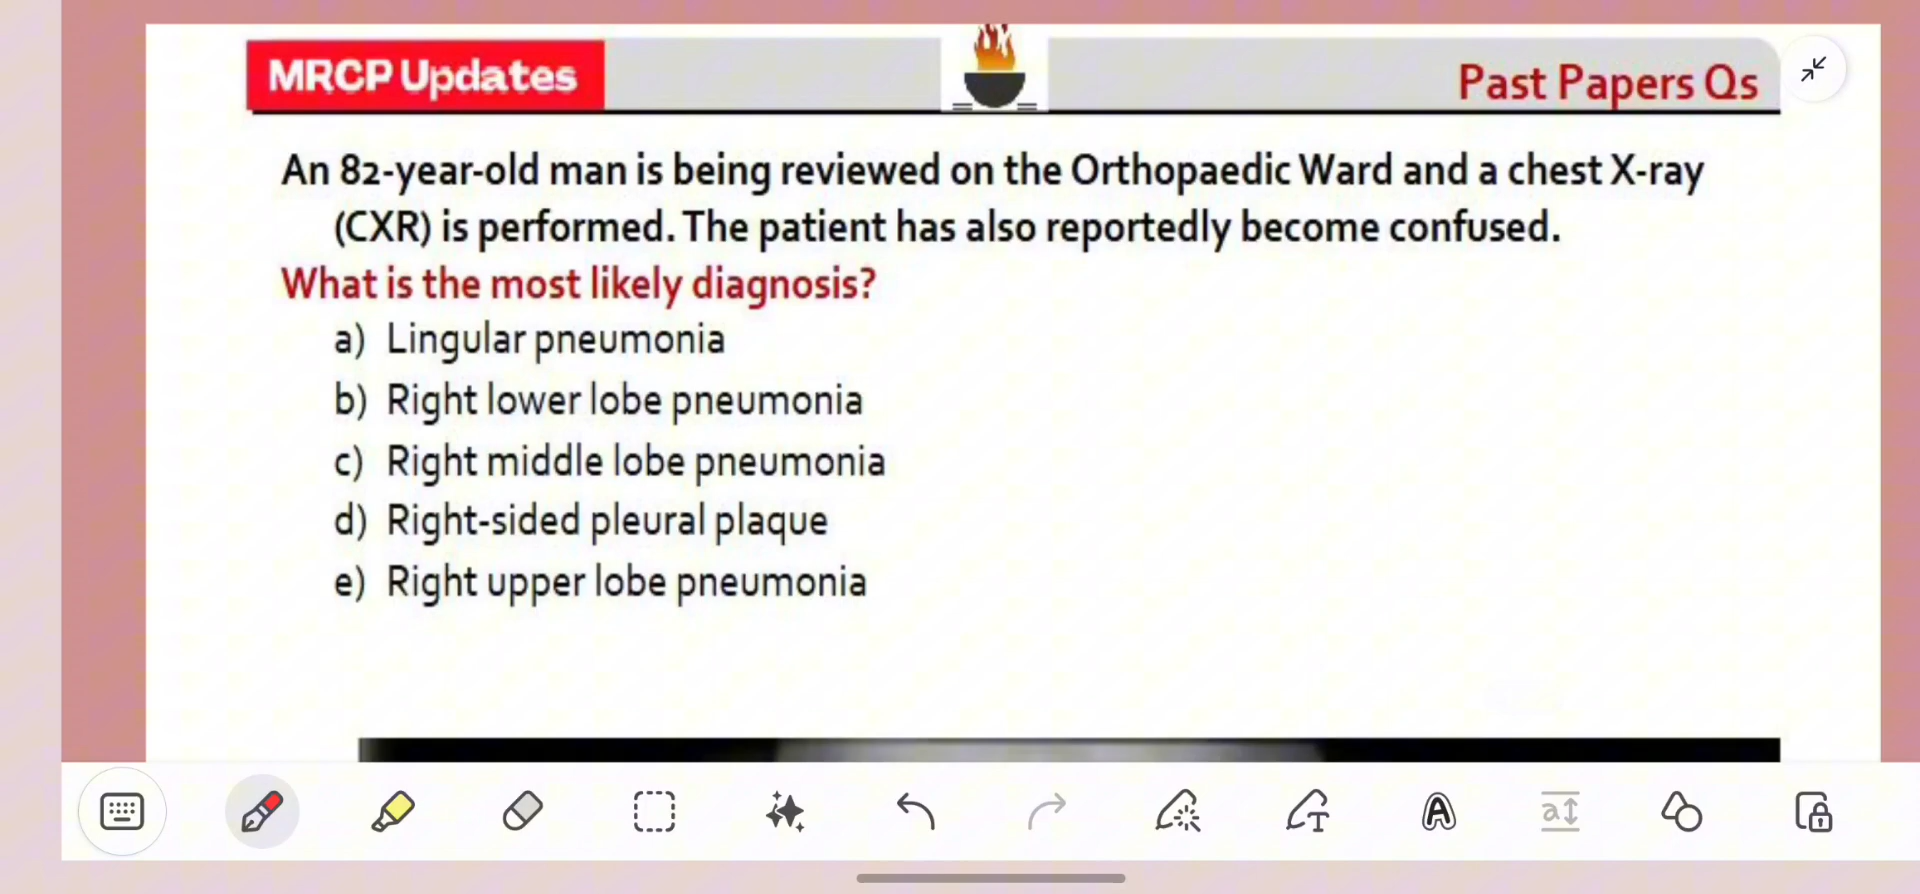 MRCP Updates
Past Papers Qs
An 82-year-old man is being reviewed on the Orthopaedic Ward and a chest X-ray
(CXR) is performed. The patient has also reportedly become confused.
What is the most likely diagnosis?
a) Lingular pneumonia
b) Right lower lobe pneumonia
c) Right middle lobe pneumonia
d) Right-sided pleural plaque
e) Right upper lobe pneumonia
T A a